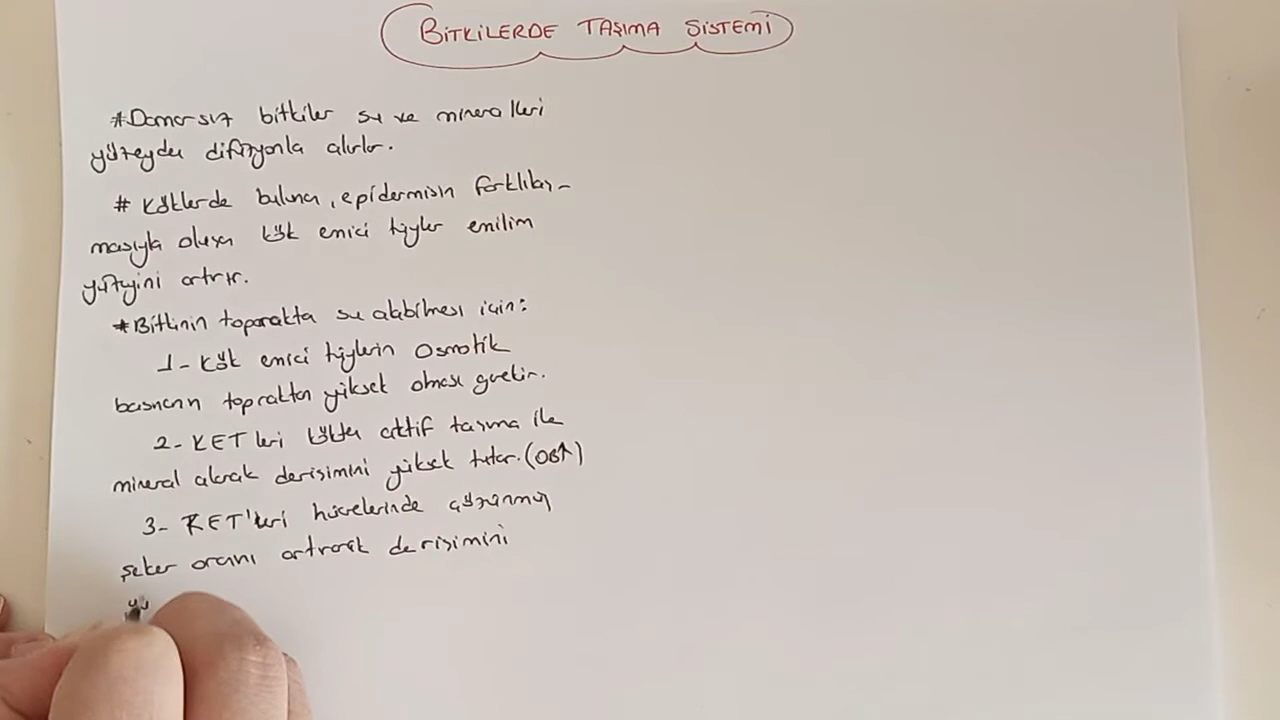 BİTKİLERDE TAŞIMA SİSTEMİ
*Damarsız bitkiler su ve mineralleri
yüzeyden difüzyonla alırlar.
# Köklerde bulunan, epidermisin farklılaş-
masıyla oluşan kök emici tüyler emilim
yüzeyini artırır.
*Bitkinin toparakta su alabilmesi için:
1- Kök emici tüylerin Osmotik
basıncının topraktan yüksek olması gerekir.
2- KET leri kökten aktif taşıma ile
mineral alarak derişimini yüksek tutar. (OB↑)
3- KET'leri hücrelerinde çözünmüş
şeker oranı artırarak derişimini